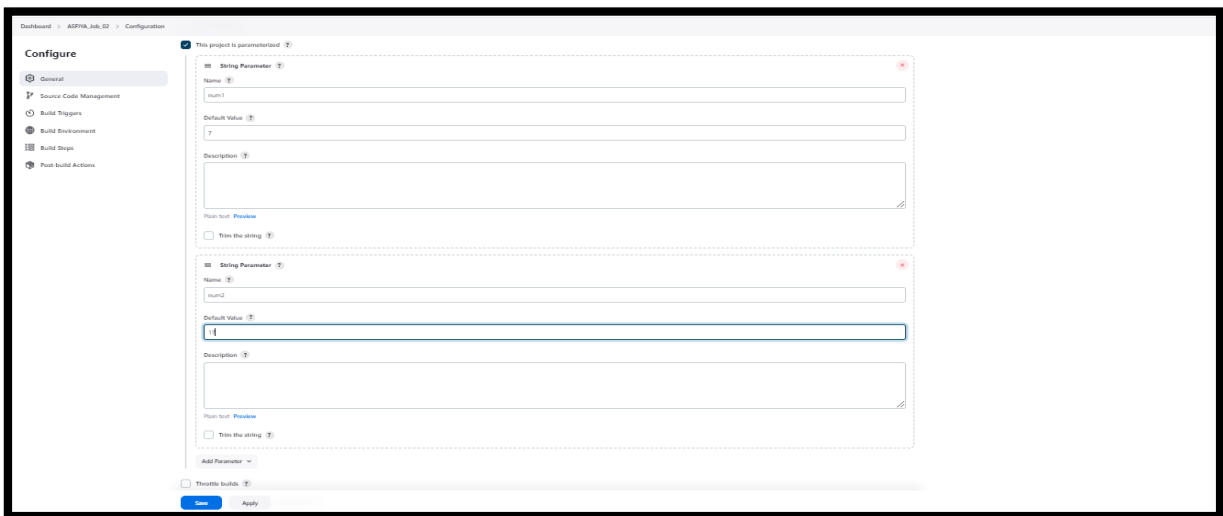 Dashboard > ASFIYA_Job_02 > Configuration
Configure
General
Source Code Management
Build Triggers
Build Environment
Build Steps
Post-build Actions
This project is parameterized ?
String Parameter ?
Name ?
num1
Default Value ?
7
Description ?
Plain text Preview
Trim the string ?
String Parameter ?
Name ?
num2
Default Value ?
11
Description ?
Plain text Preview
Trim the string ?
Add Parameter
Throttle builds ?
Save Apply